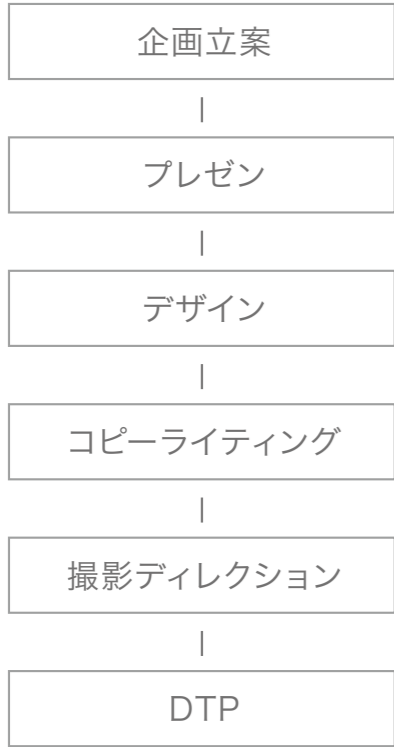 企画立案
プレゼン
デザイン
コピーライティング
撮影ディレクション
DTP